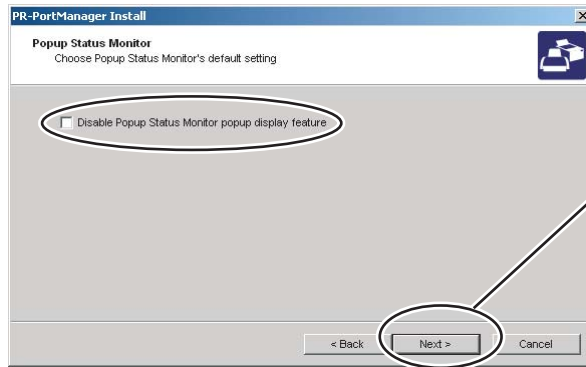 PR-PortManager Install
Popup Status Monitor
Choose Popup Status Monitor's default setting
Disable Popup Status Monitor popup display feature
< Back Next > Cancel